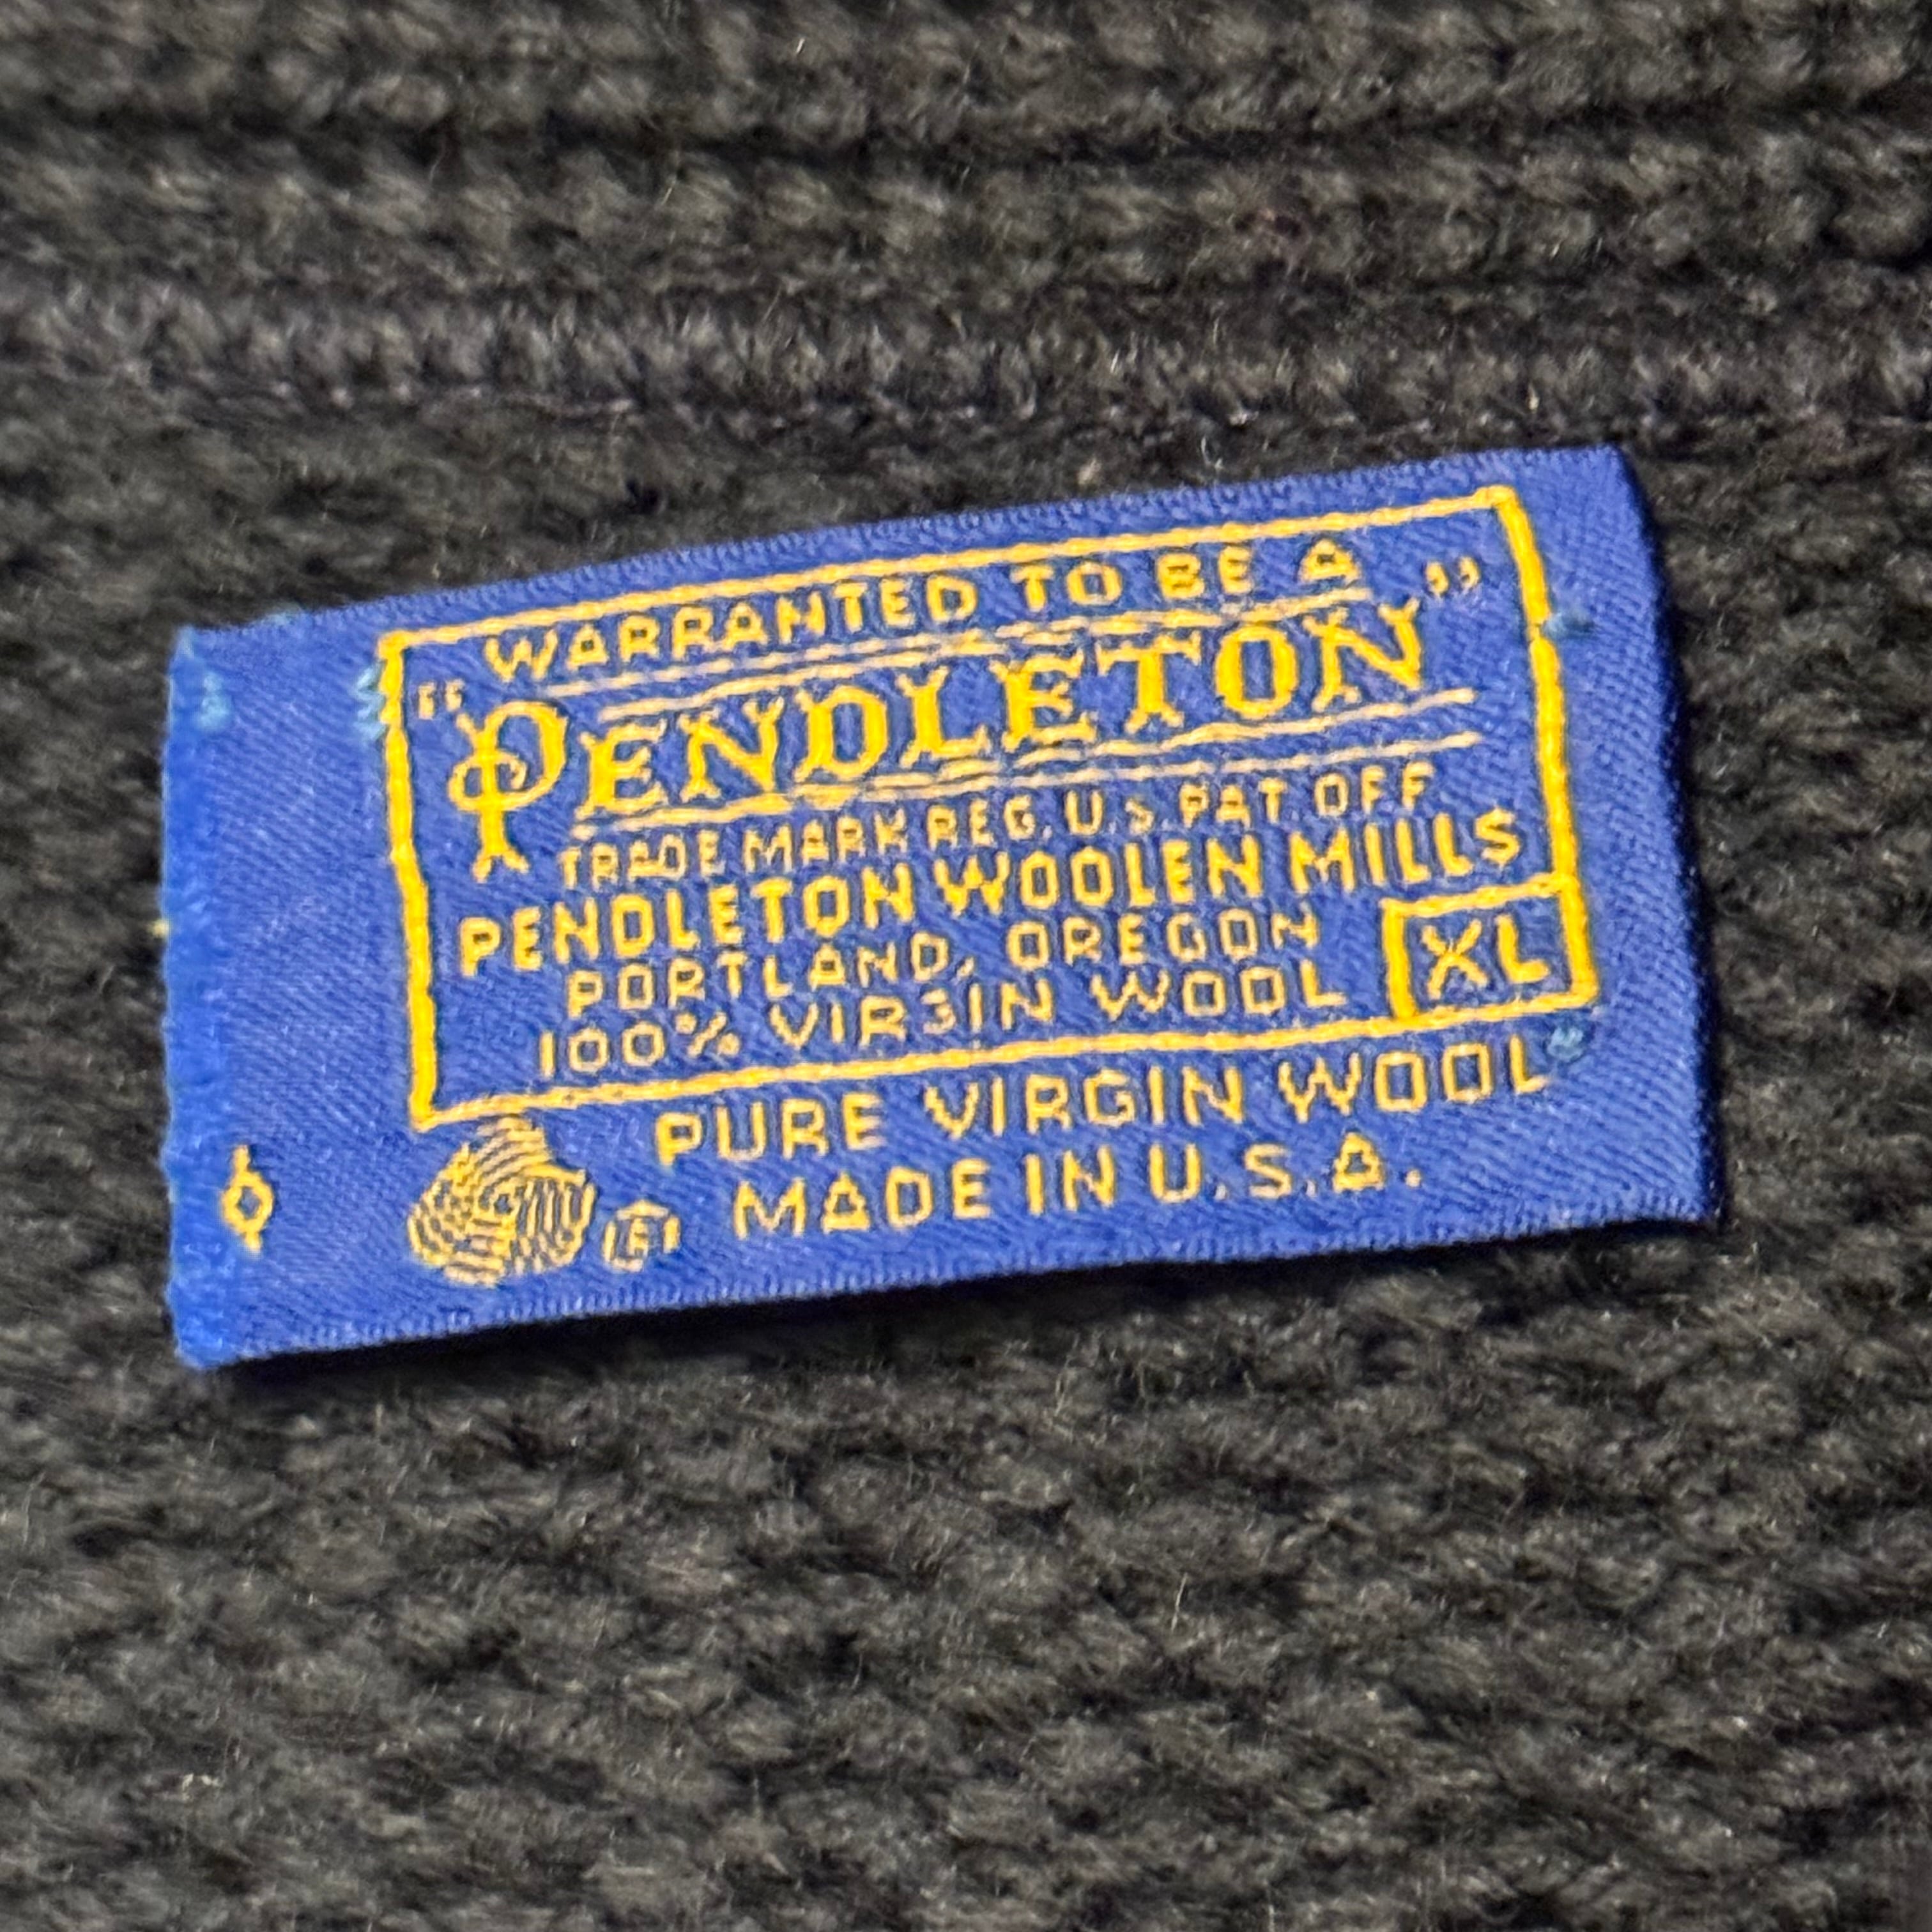 WARRANTED TO BE A
"PENDLETON"
TRADE MARK REG. U.S. PAT. OFF
PENDLETON WOOLEN MILLS
PORTLAND, OREGON
100% VIRGIN WOOL XL
PURE VIRGIN WOOL
MADE IN U.S.A.